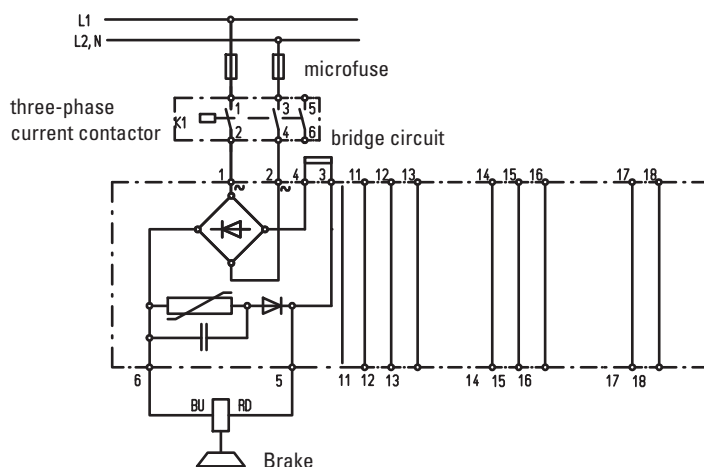 L1
L2, N
microfuse
three-phase
current contactor
K1
1 3 5
2 4 6
bridge circuit
1 2 4 3 11 12 13 14 15 16 17 18
~ ~
6 5 11 12 13 14 15 16 17 18
BU RD
Brake